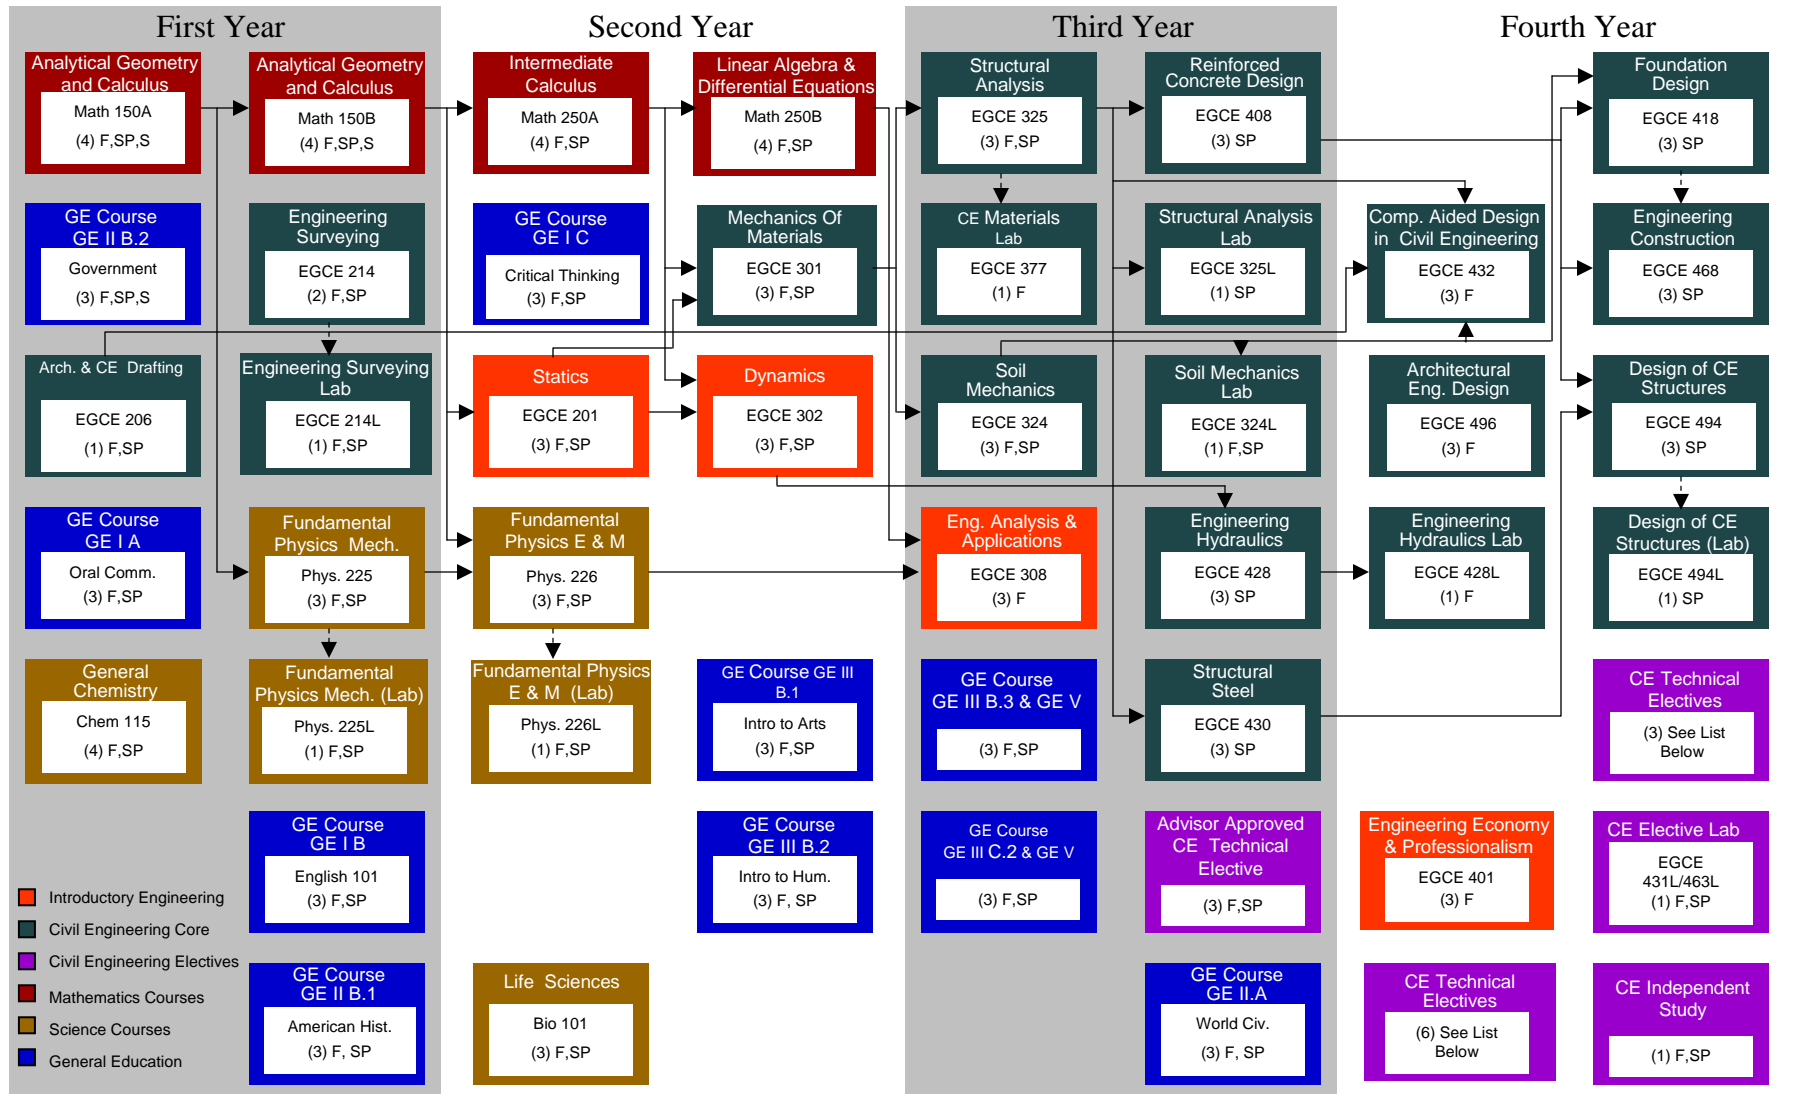 First Year
Second Year
Third Year
Fourth Year
Analytical Geometry
and Calculus
Math 150A
(4) F,SP,S
Analytical Geometry
and Calculus
Math 150B
(4) F,SP,S
Intermediate
Calculus
Math 250A
(4) F,SP
Linear Algebra &
Differential Equations
Math 250B
(4) F,SP
Structural
Analysis
EGCE 325
(3) F,SP
Reinforced
Concrete Design
EGCE 408
(3) SP
Foundation
Design
EGCE 418
(3) SP
GE Course
GE II B.2
Government
(3) F,SP,S
Engineering
Surveying
EGCE 214
(2) F,SP
GE Course
GE I C
Critical Thinking
(3) F,SP
Mechanics Of
Materials
EGCE 301
(3) F,SP
CE Materials
Lab
EGCE 377
(1) F
Structural Analysis
Lab
EGCE 325L
(1) SP
Comp. Aided Design
in Civil Engineering
EGCE 432
(3) F
Engineering
Construction
EGCE 468
(3) SP
Arch. & CE Drafting
EGCE 206
(1) F,SP
Engineering Surveying
Lab
EGCE 214L
(1) F,SP
Statics
EGCE 201
(3) F,SP
Dynamics
EGCE 302
(3) F,SP
Soil
Mechanics
EGCE 324
(3) F,SP
Soil Mechanics
Lab
EGCE 324L
(1) F,SP
Architectural
Eng. Design
EGCE 496
(3) F
Design of CE
Structures
EGCE 494
(3) SP
GE Course
GE I A
Oral Comm.
(3) F,SP
Fundamental
Physics Mech.
Phys. 225
(3) F,SP
Fundamental
Physics E & M
Phys. 226
(3) F,SP
Eng. Analysis &
Applications
EGCE 308
(3) F
Engineering
Hydraulics
EGCE 428
(3) SP
Engineering
Hydraulics Lab
EGCE 428L
(1) F
Design of CE
Structures (Lab)
EGCE 494L
(1) SP
General
Chemistry
Chem 115
(4) F,SP
Fundamental
Physics Mech. (Lab)
Phys. 225L
(1) F,SP
Fundamental Physics
E & M (Lab)
Phys. 226L
(1) F,SP
GE Course GE III
B.1
Intro to Arts
(3) F,SP
GE Course
GE III B.3 & GE V
(3) F,SP
Structural
Steel
EGCE 430
(3) SP
CE Technical
Electives
(3) See List
Below
GE Course
GE I B
English 101
(3) F,SP
GE Course
GE III B.2
Intro to Hum.
(3) F, SP
GE Course
GE III C.2 & GE V
(3) F,SP
Advisor Approved
CE Technical
Elective
(3) F,SP
Engineering Economy
& Professionalism
EGCE 401
(3) F
CE Elective Lab
EGCE
431L/463L
(1) F,SP
Introductory Engineering
Civil Engineering Core
Civil Engineering Electives
Mathematics Courses
Science Courses
General Education
GE Course
GE II B.1
American Hist.
(3) F, SP
Life Sciences
Bio 101
(3) F,SP
GE Course
GE II.A
World Civ.
(3) F, SP
CE Technical
Electives
(6) See List
Below
CE Independent
Study
(1) F,SP